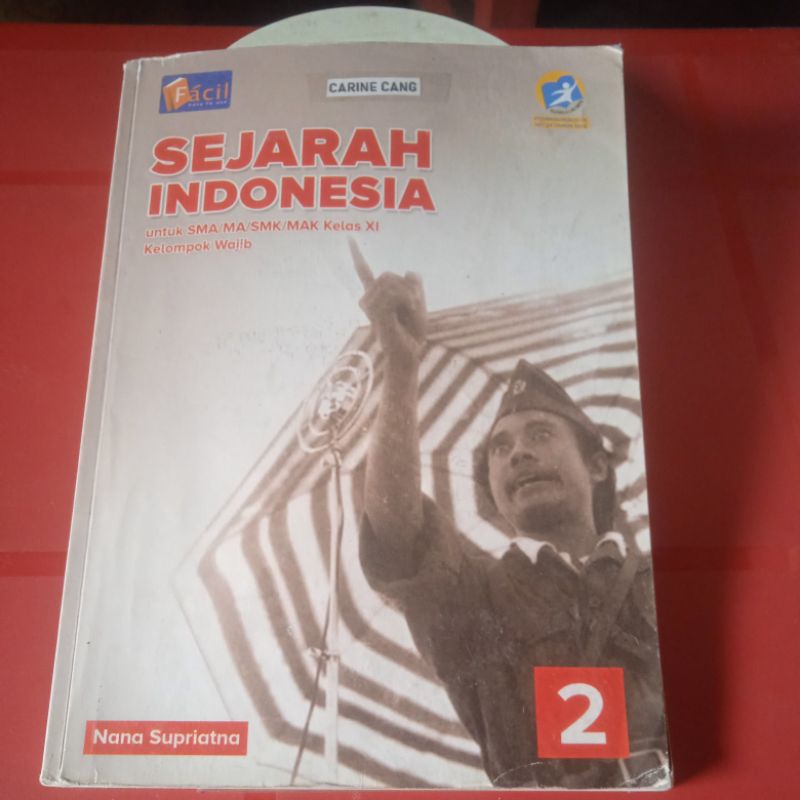 Fácil
CARINE CANG
SEJARAH
INDONESIA
untuk SMA/MA/SMK/MAK Kelas XI
Kelompok Wajib
Nana Supriatna
2